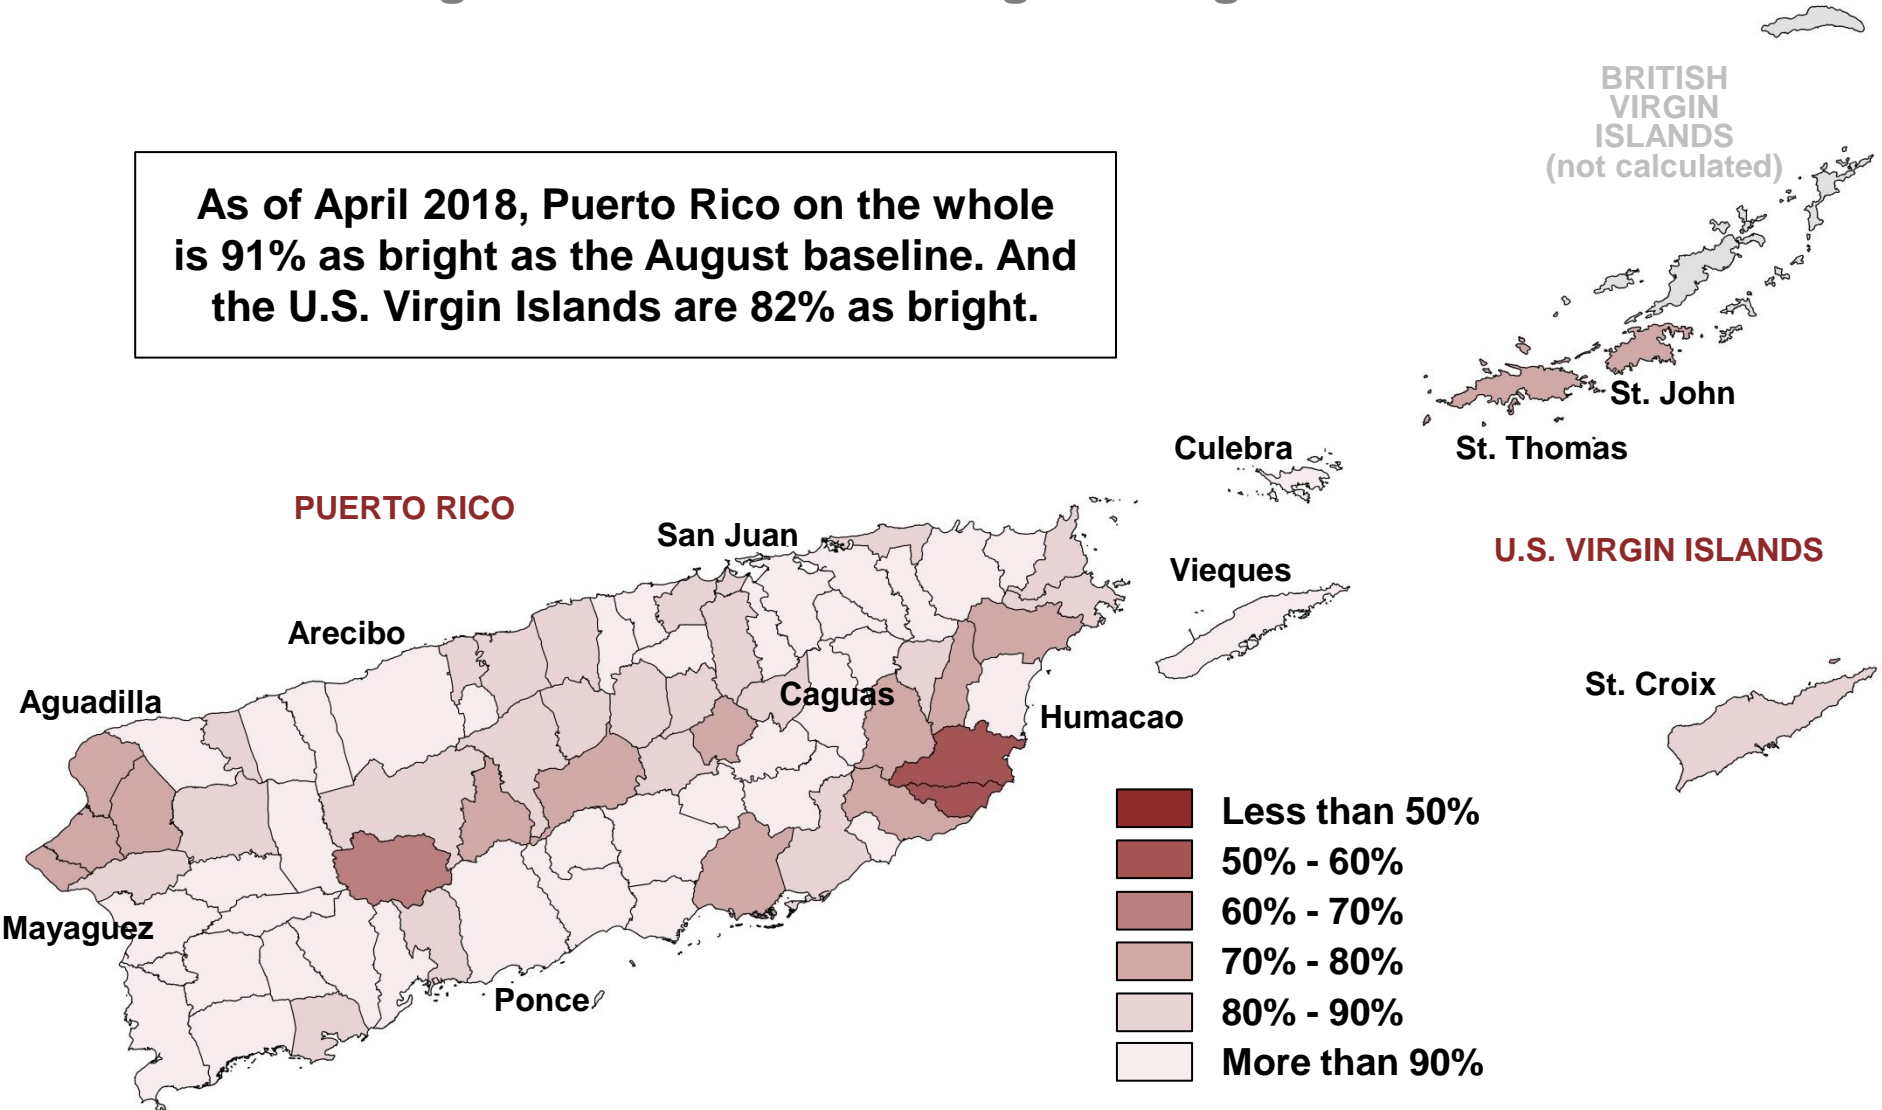 BRITISH
VIRGIN
ISLANDS
(not calculated)
As of April 2018, Puerto Rico on the whole
is 91% as bright as the August baseline. And
the U.S. Virgin Islands are 82% as bright.
St. John
Culebra
St. Thomas
PUERTO RICO
San Juan
U.S. VIRGIN ISLANDS
Vieques
Arecibo
St. Croix
Caguas
Aguadilla
Humacao
Less than 50%
50% - 60%
60% - 70%
Mayaguez
70% - 80%
Ponce
80% - 90%
More than 90%